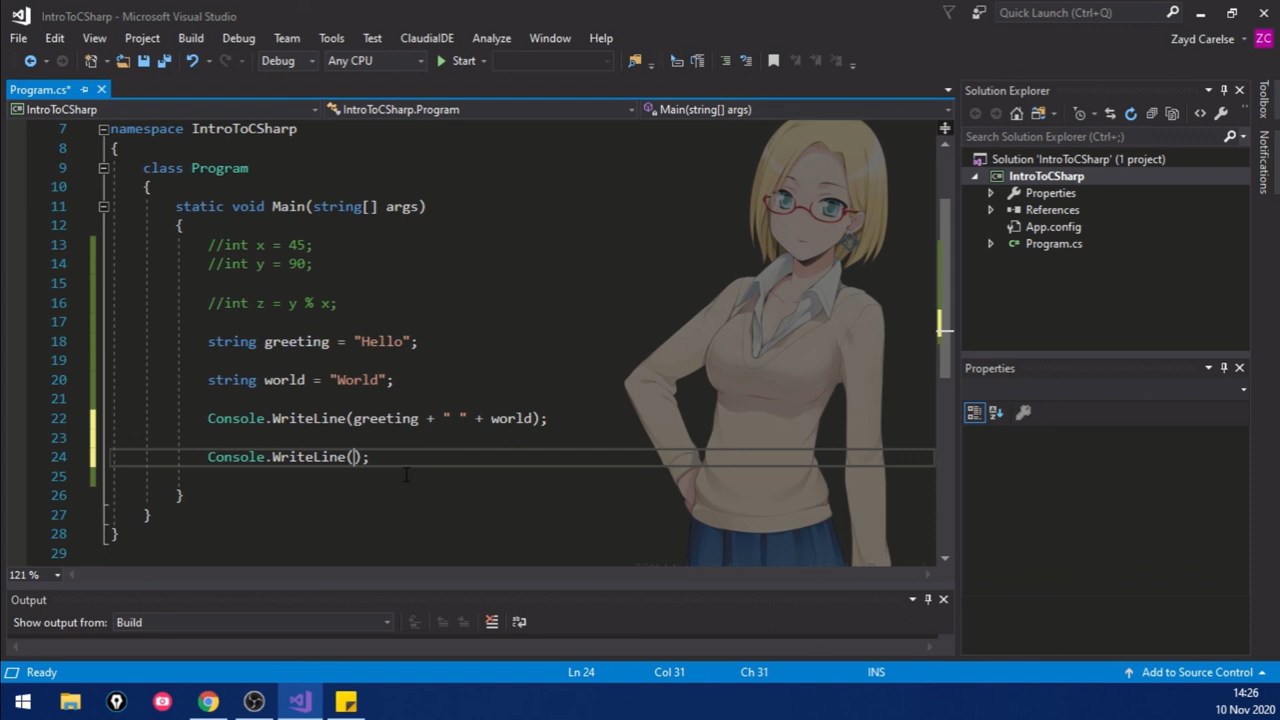 IntroToCSharp - Microsoft Visual Studio
Quick Launch (Ctrl+Q)
File Edit View Project Build Debug Team Tools Test ClaudiaIDE Analyze Window Help
Zayd Carelse ZC
Debug Any CPU Start
Program.cs*
IntroToCSharp IntroToCSharp.Program Main(string[] args)
7 namespace IntroToCSharp
8 {
9 class Program
10 {
11 static void Main(string[] args)
12 {
13 //int x = 45;
14 //int y = 90;
15
16 //int z = y % x;
17
18 string greeting = "Hello";
19
20 string world = "World";
21
22 Console.WriteLine(greeting + " " + world);
23
24 Console.WriteLine();
25
26 }
27 }
28 }
29
121 %
Output
Show output from: Build
Solution Explorer
Search Solution Explorer (Ctrl+;)
Solution 'IntroToCSharp' (1 project)
IntroToCSharp
Properties
References
App.config
Program.cs
Properties
Toolbox
Notifications
Ready Ln 24 Col 31 Ch 31 INS Add to Source Control
14:26
10 Nov 2020